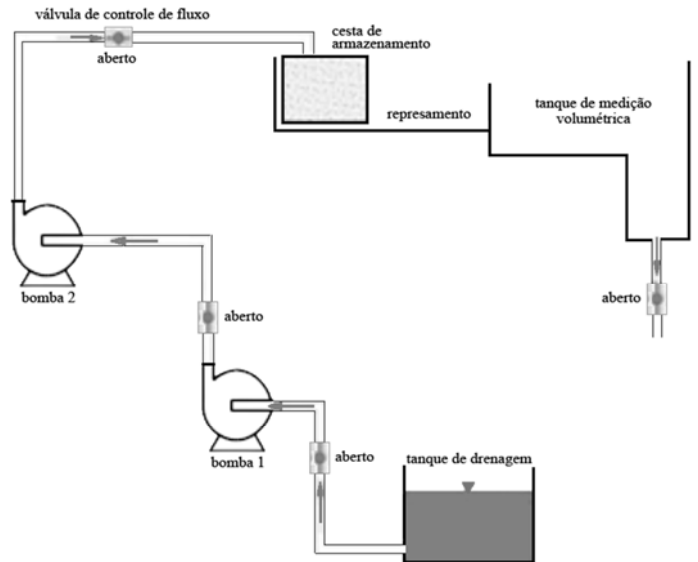 válvula de controle de fluxo
aberto
cesta de
armazenamento
represamento
tanque de medição
volumétrica
bomba 2
aberto
aberto
bomba 1
aberto
tanque de drenagem